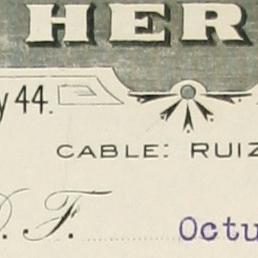 HER
y 44.
CABLE: RUIZ
D. F. Octu